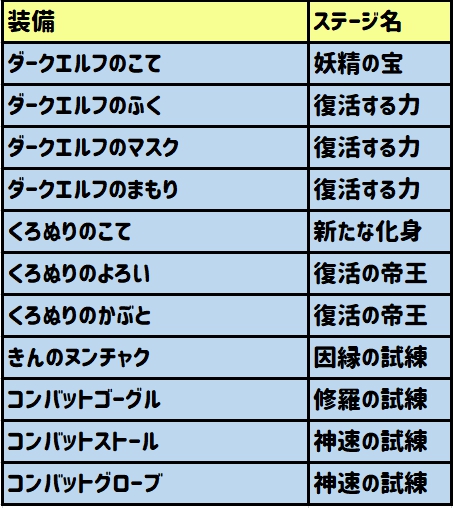 装備 ステージ名
ダークエルフのこて 妖精の宝
ダークエルフのふく 復活する力
ダークエルフのマスク 復活する力
ダークエルフのまもり 復活する力
くろぬりのこて 新たな化身
くろぬりのよろい 復活の帝王
くろぬりのかぶと 復活の帝王
きんのヌンチャク 因縁の試練
コンバットゴーグル 修羅の試練
コンバットストール 神速の試練
コンバットグローブ 神速の試練